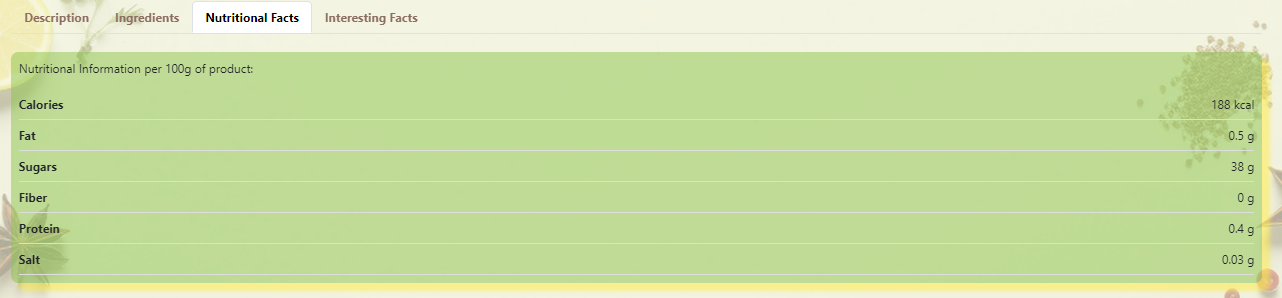 Description Ingredients Nutritional Facts Interesting Facts
Nutritional Information per 100g of product:
Calories 188 kcal
Fat 0.5 g
Sugars 38 g
Fiber 0 g
Protein 0.4 g
Salt 0.03 g